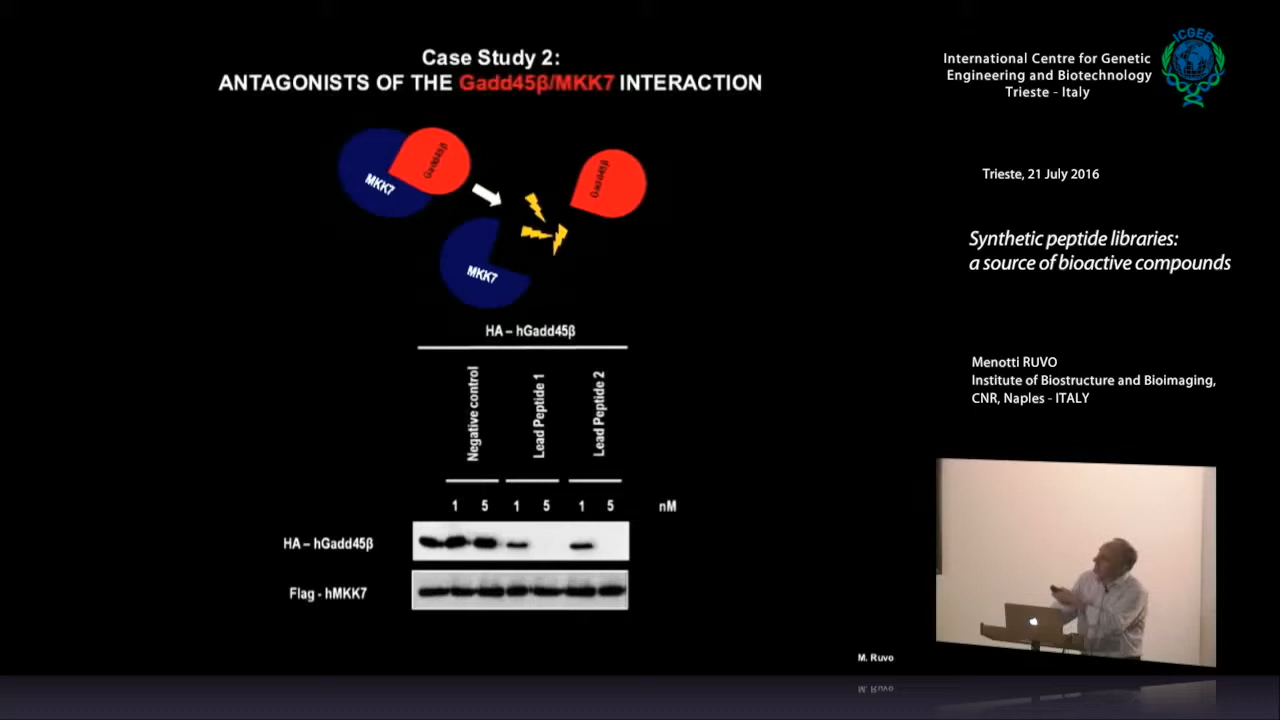 Case Study 2:
ANTAGONISTS OF THE Gadd45β/MKK7 INTERACTION
MKK7
Gadd45β
Gadd45β
MKK7
HA – hGadd45β
Negative control
Lead Peptide 1
Lead Peptide 2
1 5 1 5 1 5 nM
HA – hGadd45β
Flag - hMKK7
M. Ruvo
M. Ruvo
ICGEB
International Centre for Genetic
Engineering and Biotechnology
Trieste - Italy
Trieste, 21 July 2016
Synthetic peptide libraries:
a source of bioactive compounds
Menotti RUVO
Institute of Biostructure and Bioimaging,
CNR, Naples - ITALY